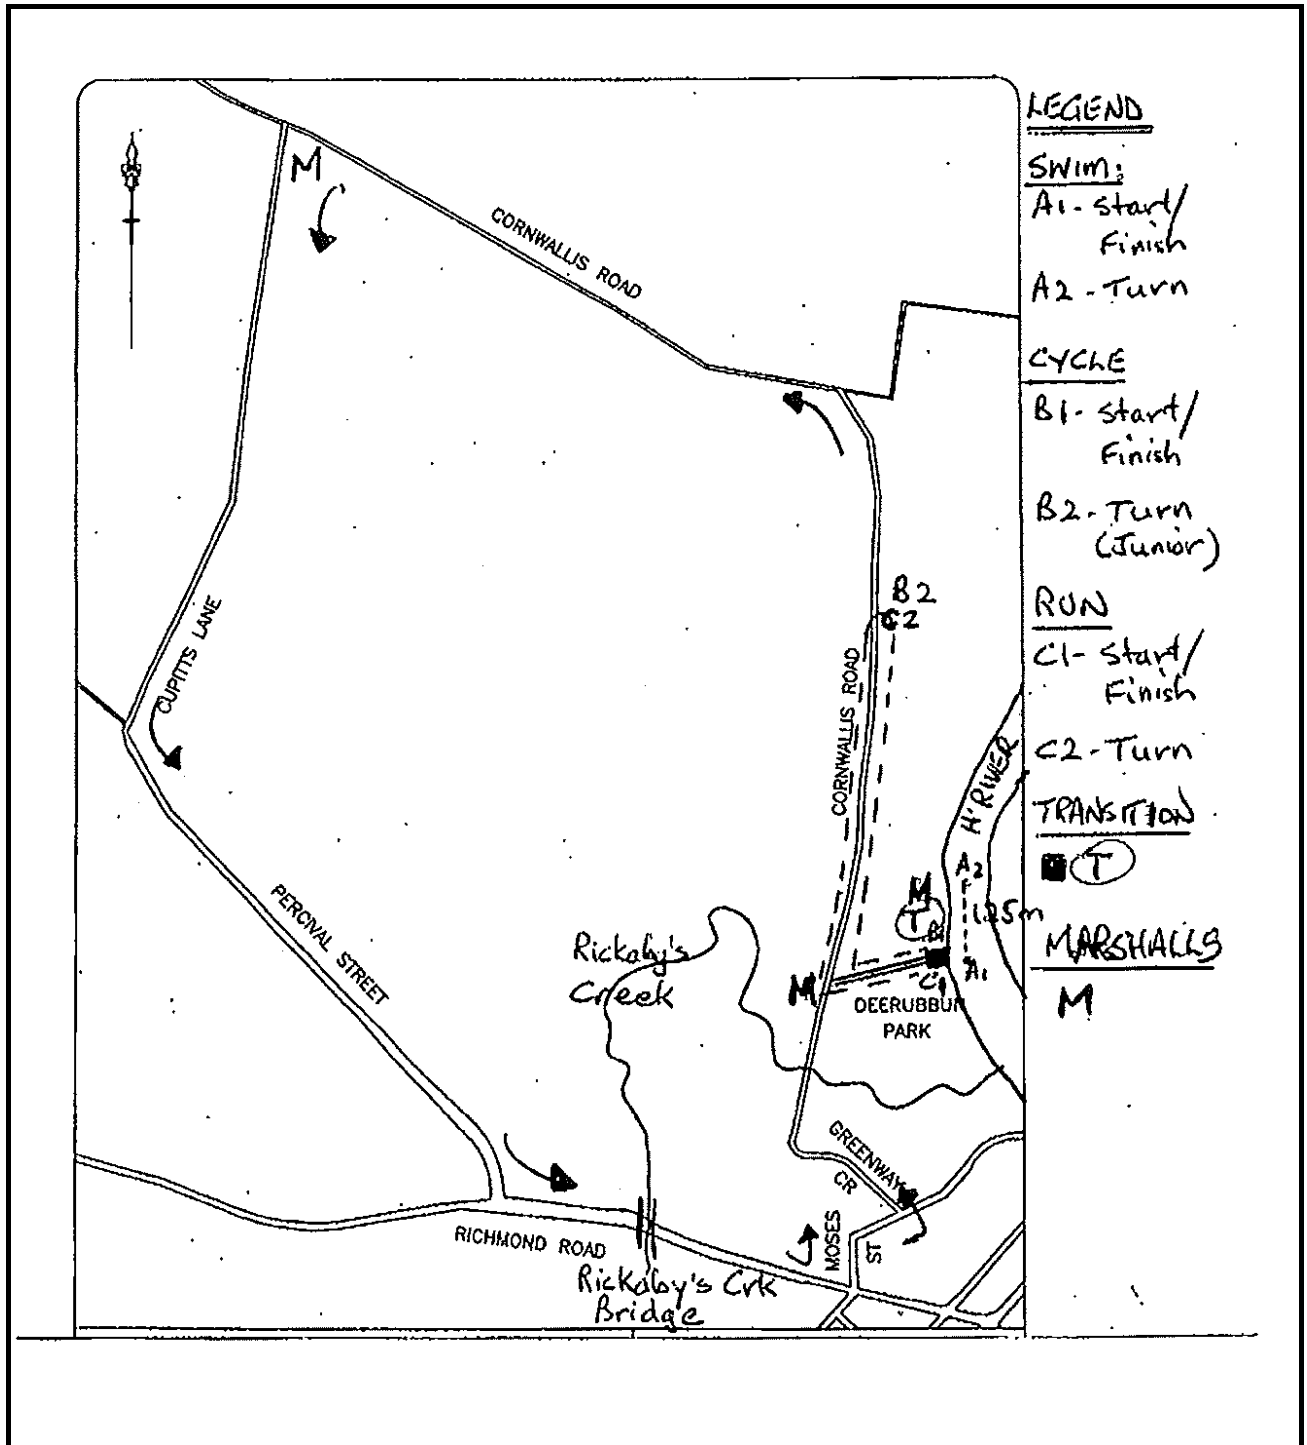 LEGEND
SWIM:
A1- Start/
Finish
A2 - Turn
CYCLE
B1- Start/
Finish
B2- Turn
(Junior)
RUN
C1- Start/
Finish
C2- Turn
TRANSITION
T
MARSHALLS
M
M
CORNWALLIS ROAD
CUPITTS LANE
B2
C2
CORNWALLIS ROAD
H'RIVER
A2
125m
M
T
B1
A1
C1
M
DEERUBBUN
PARK
PERCIVAL STREET
Rickaby's
Creek
GREENWAY
CR
MOSES
ST
RICHMOND ROAD
Rickaby's Crk
Bridge